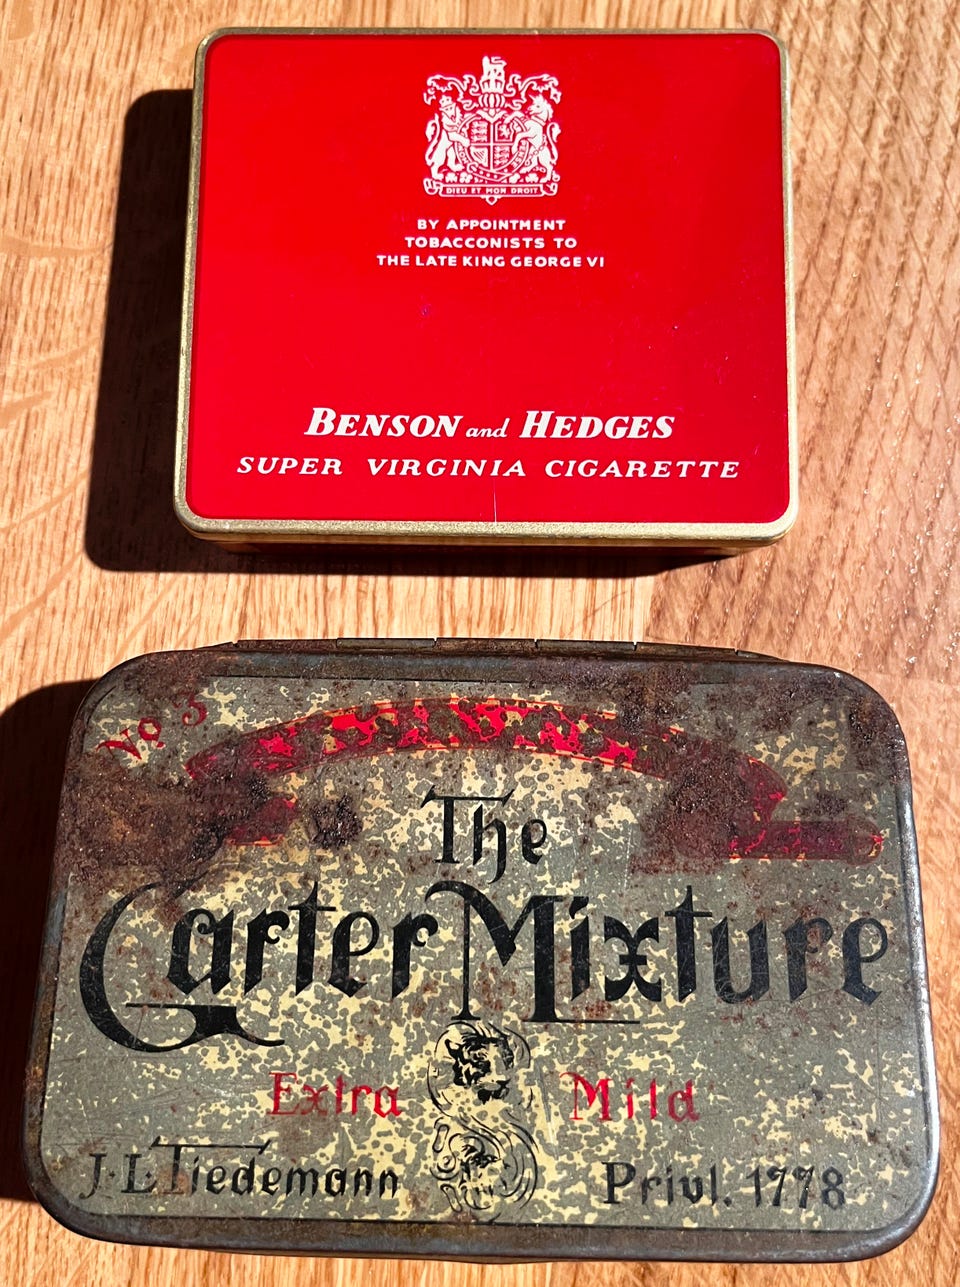 DIEU ET MON DROIT
BY APPOINTMENT
TOBACCONISTS TO
THE LATE KING GEORGE VI
BENSON and HEDGES
SUPER VIRGINIA CIGARETTE
No 3
The
Carter Mixture
Extra Mild
J.L. Tiedemann Privl. 1778